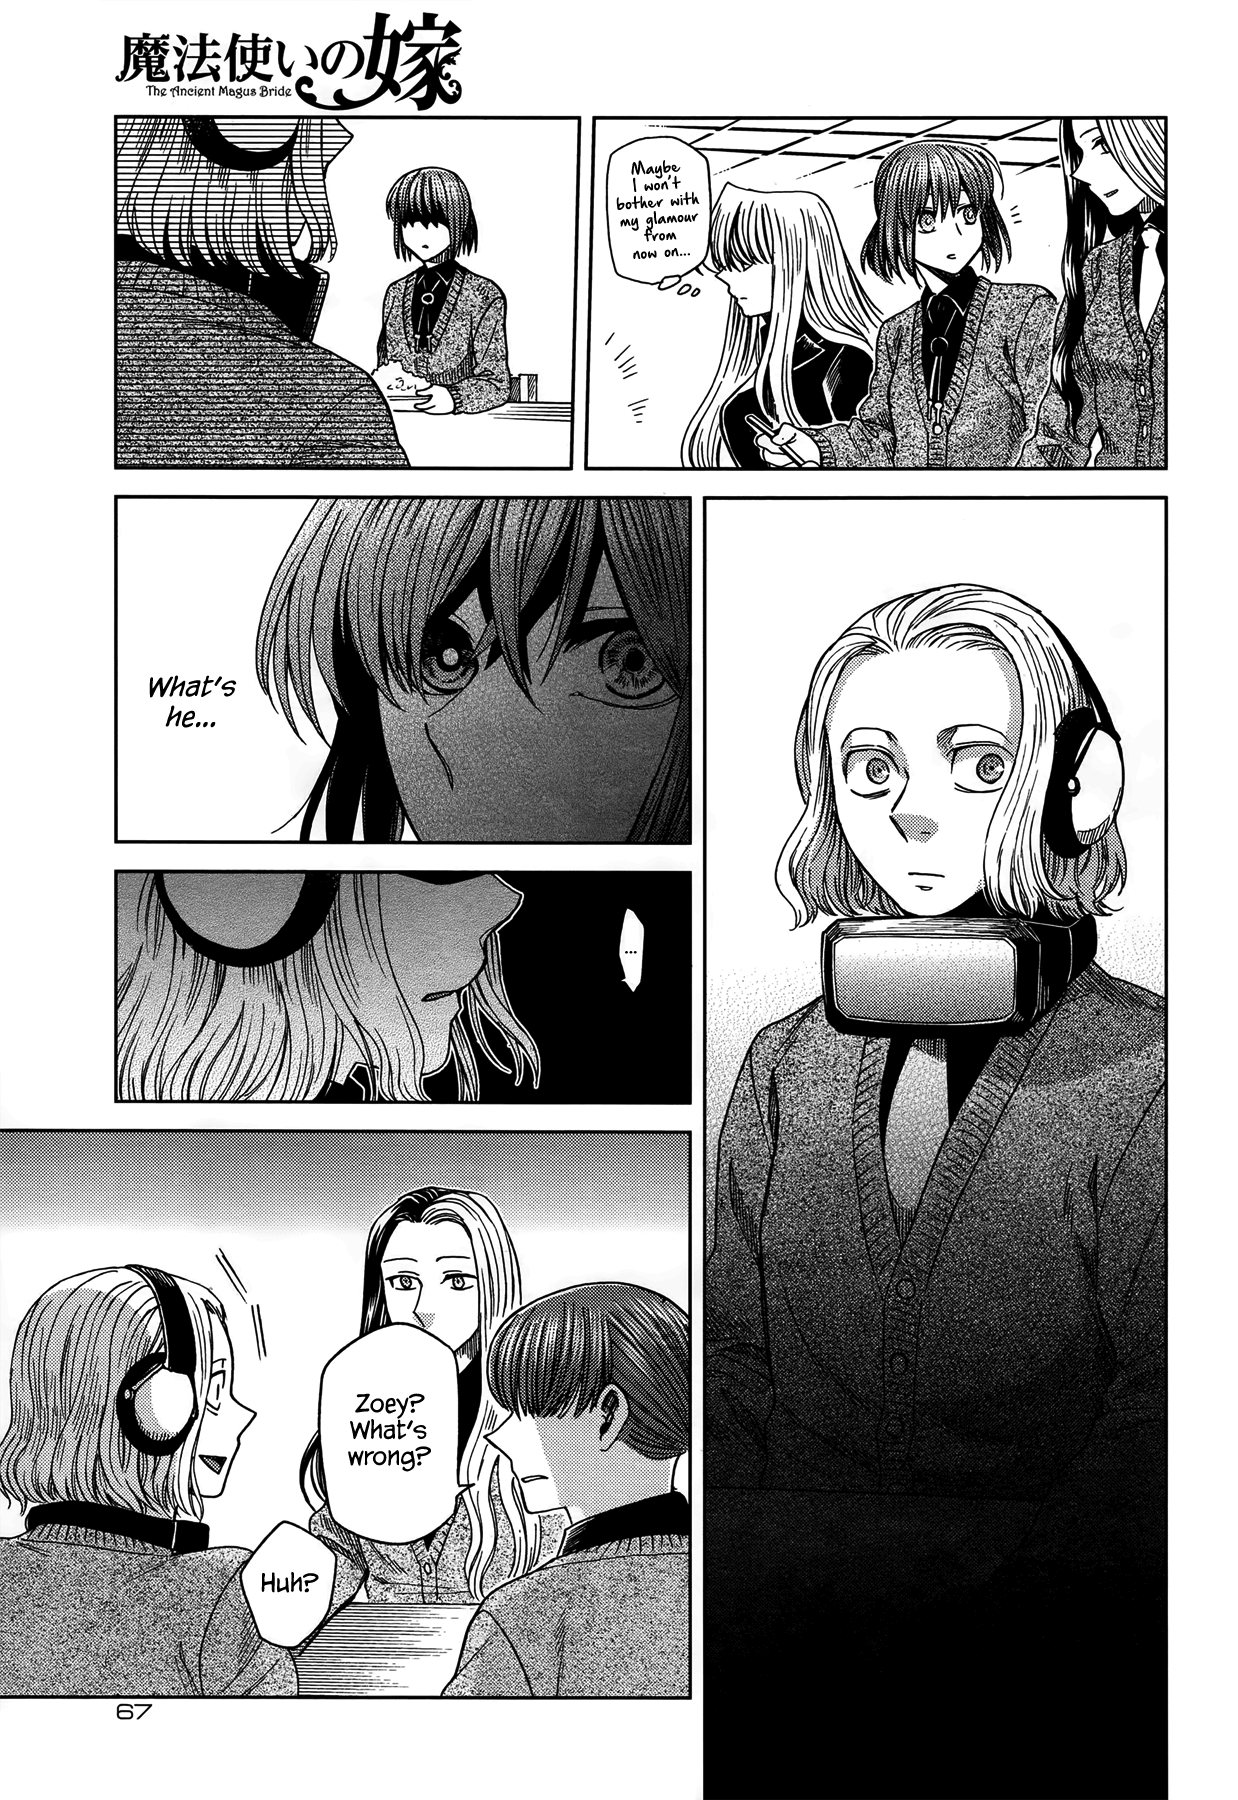 魔法使いの嫁
The Ancient Magus Bride
Maybe
I won't
bother with
my glamour
from
now on...
What's
he...
...
Zoey?
What's
wrong?
Huh?
67